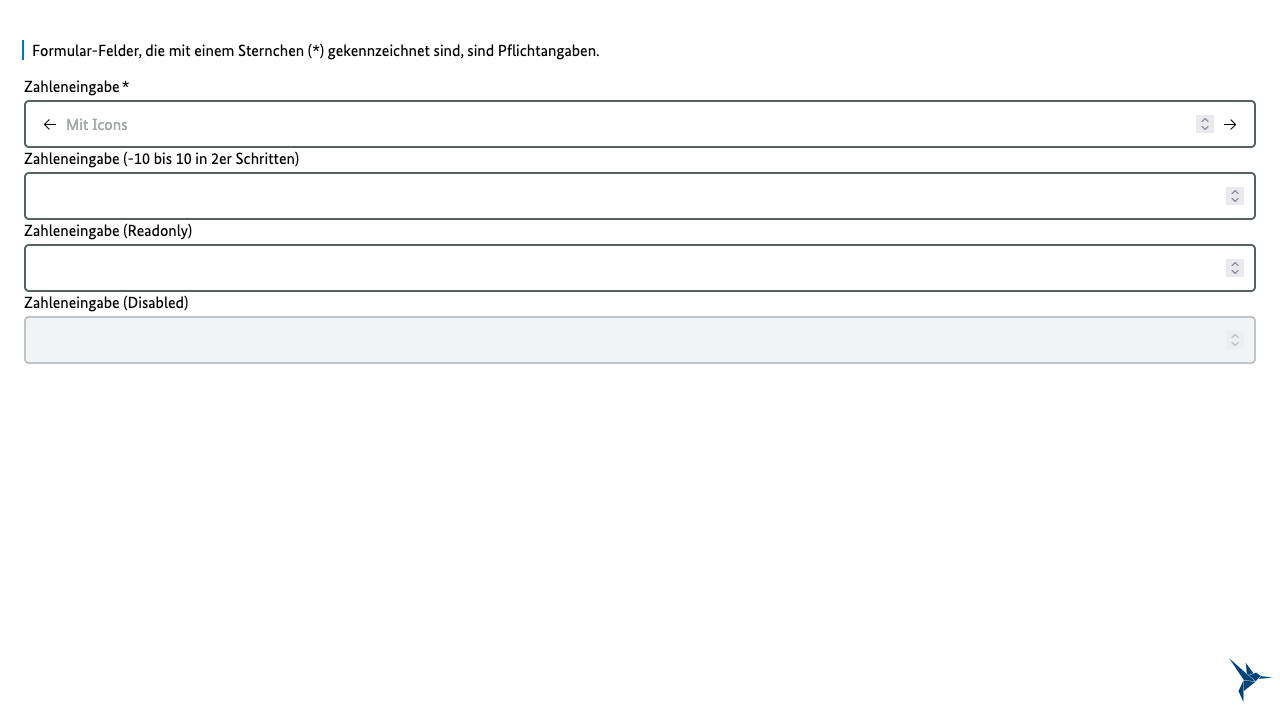 Formular-Felder, die mit einem Sternchen (*) gekennzeichnet sind, sind Pflichtangaben.
Zahleneingabe*
Mit Icons
Zahleneingabe (-10 bis 10 in 2er Schritten)
Zahleneingabe (Readonly)
Zahleneingabe (Disabled)